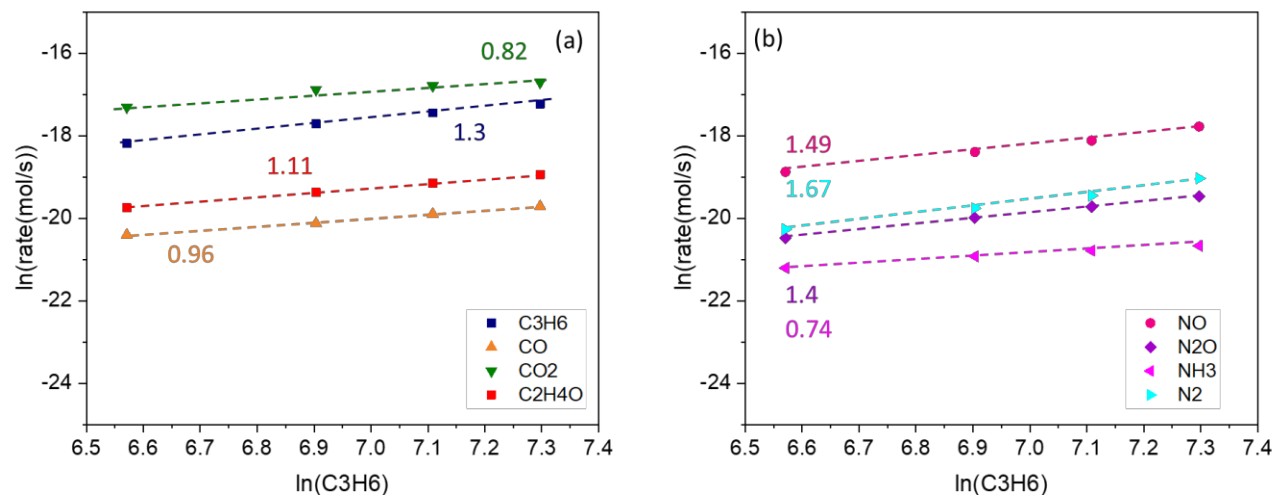 (a)
0.82
1.3
1.11
0.96
-16
-18
-20
-22
-24
ln(rate(mol/s))
C3H6
CO
CO2
C2H4O
6.5 6.6 6.7 6.8 6.9 7.0 7.1 7.2 7.3 7.4
ln(C3H6)
(b)
1.49
1.67
1.4
0.74
-16
-18
-20
-22
-24
ln(rate(mol/s))
NO
N2O
NH3
N2
6.5 6.6 6.7 6.8 6.9 7.0 7.1 7.2 7.3 7.4
ln(C3H6)